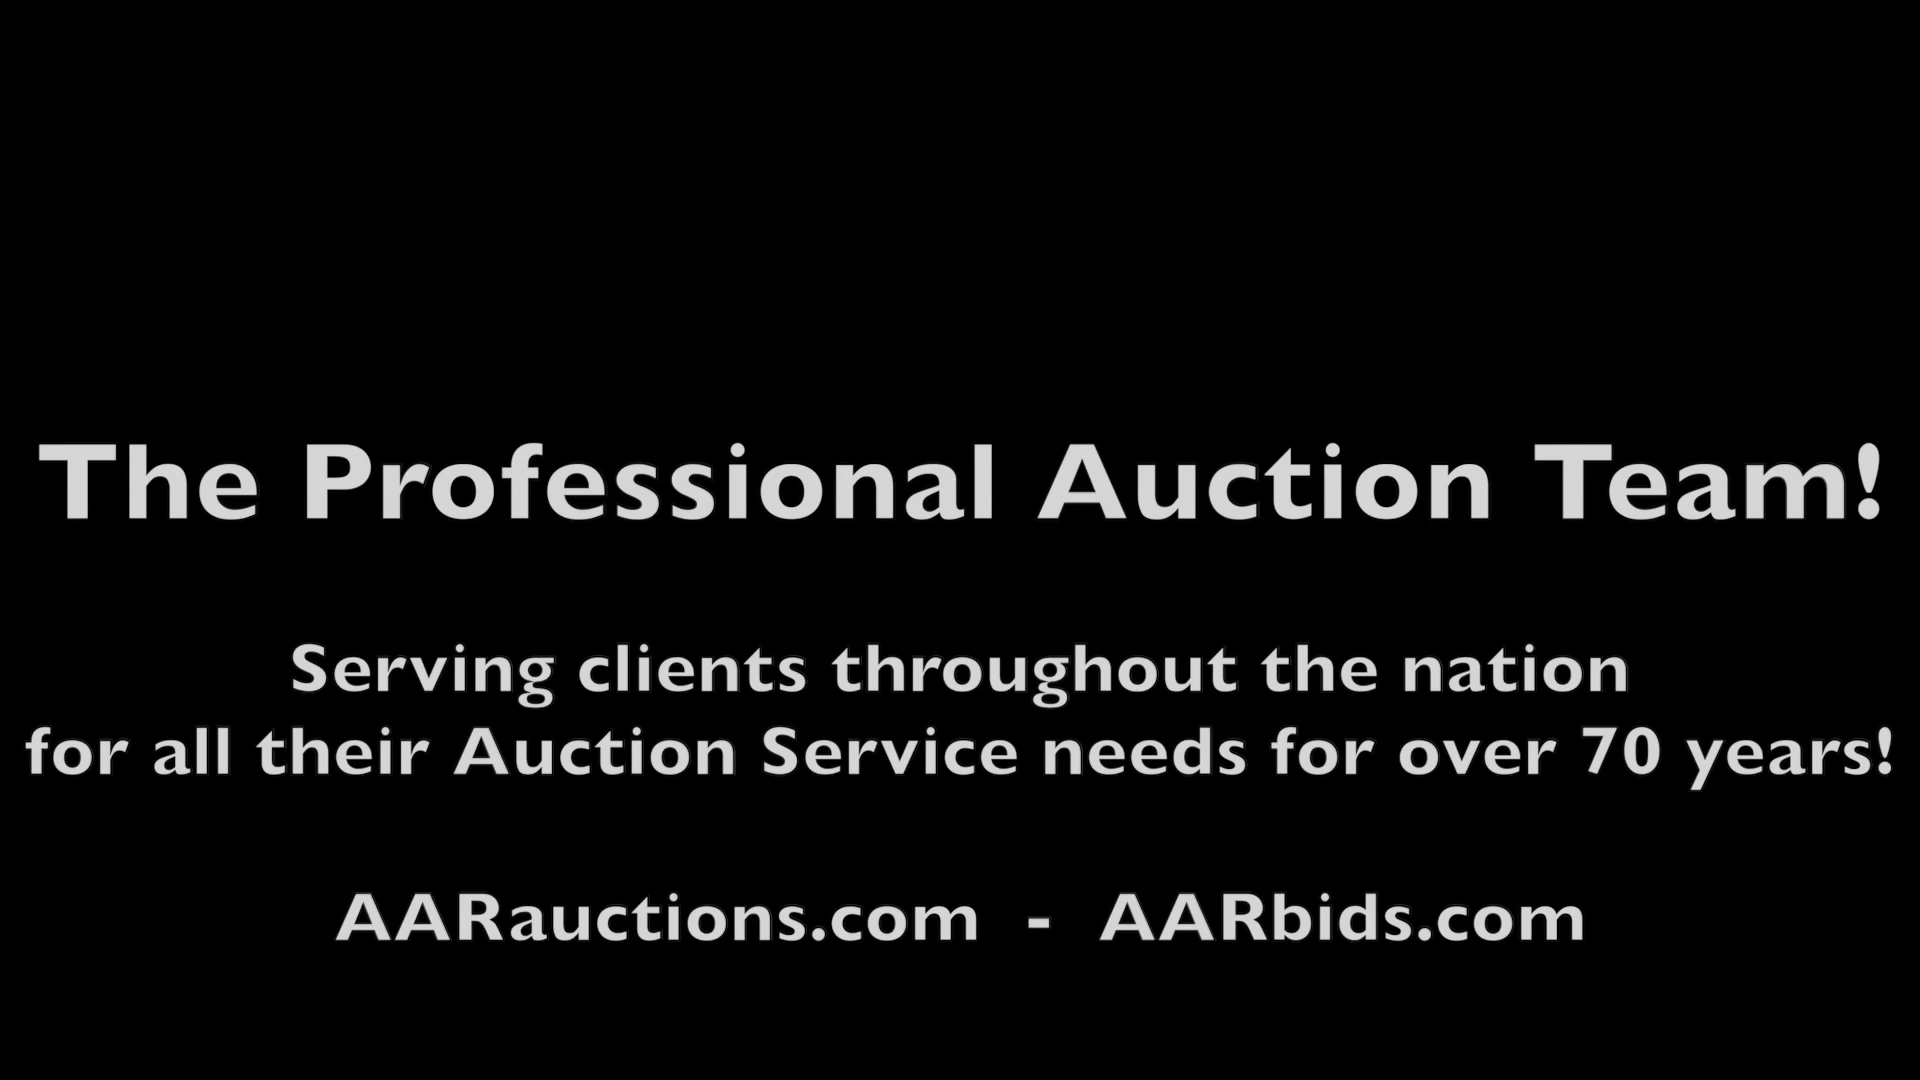 The Professional Auction Team!
Serving clients throughout the nation
for all their Auction Service needs for over 70 years!
AARauctions.com - AARbids.com